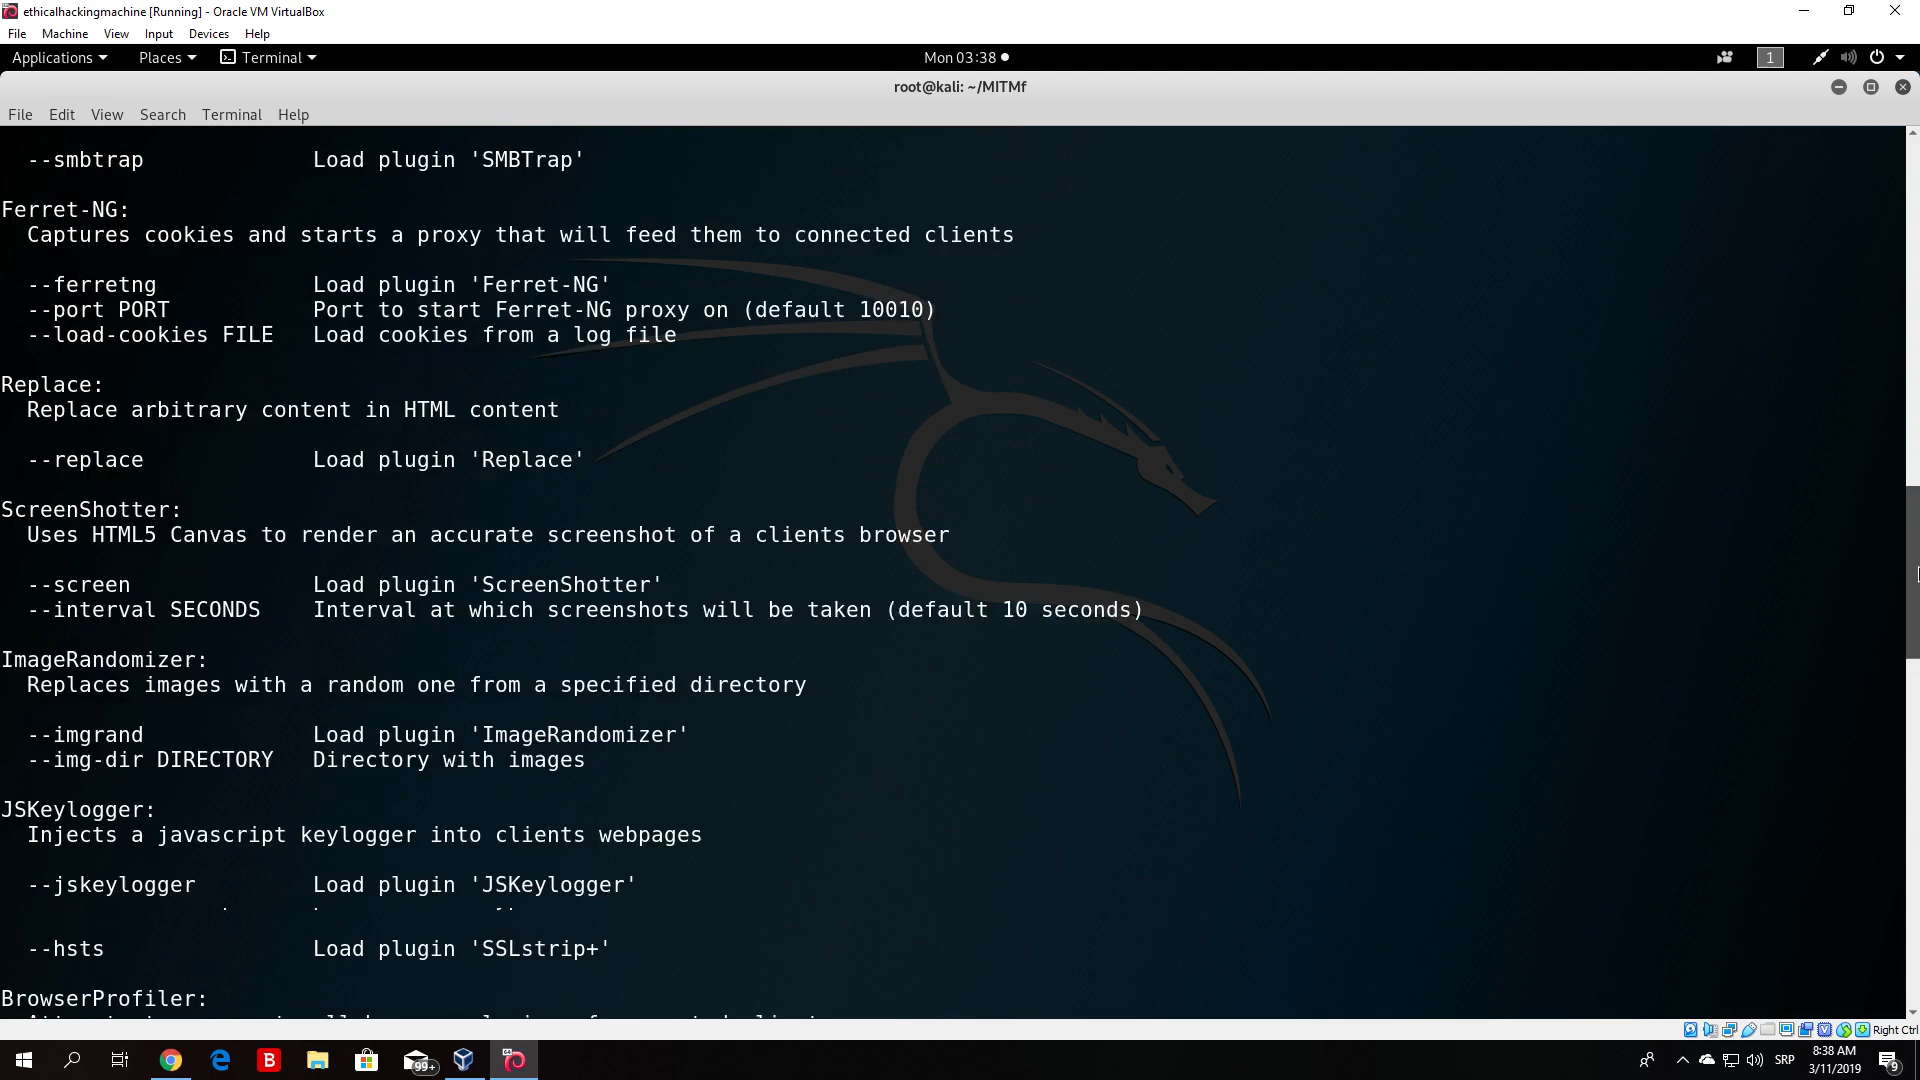 ethicalhackingmachine [Running] - Oracle VM VirtualBox
File Machine View Input Devices Help
Applications Places Terminal Mon 03:38 1
root@kali: ~/MITMf
File Edit View Search Terminal Help
--smbtrap Load plugin 'SMBTrap'
Ferret-NG:
Captures cookies and starts a proxy that will feed them to connected clients
--ferretng Load plugin 'Ferret-NG'
--port PORT Port to start Ferret-NG proxy on (default 10010)
--load-cookies FILE Load cookies from a log file
Replace:
Replace arbitrary content in HTML content
--replace Load plugin 'Replace'
ScreenShotter:
Uses HTML5 Canvas to render an accurate screenshot of a clients browser
--screen Load plugin 'ScreenShotter'
--interval SECONDS Interval at which screenshots will be taken (default 10 seconds)
ImageRandomizer:
Replaces images with a random one from a specified directory
--imgrand Load plugin 'ImageRandomizer'
--img-dir DIRECTORY Directory with images
JSKeylogger:
Injects a javascript keylogger into clients webpages
--jskeylogger Load plugin 'JSKeylogger'
--hsts Load plugin 'SSLstrip+'
BrowserProfiler:
Right Ctrl
B 99+ 64 SRP 8:38 AM 9
3/11/2019